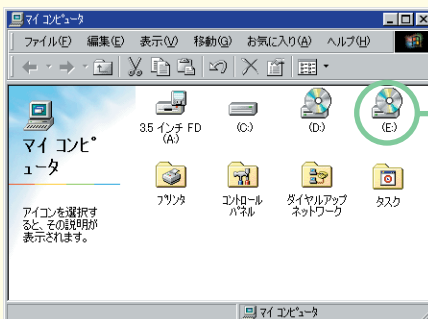 マイ コンピュータ
ファイル(F) 編集(E) 表示(V) 移動(G) お気に入り(A) ヘルプ(H)
マイ コンピ
ュータ
アイコンを選択す
ると、その説明が
表示されます。
3.5 インチ FD
(A:)
(C:)
(D:)
(E:)
プリンタ
コントロール
パネル
ダイヤルアップ
ネットワーク
タスク
マイ コンピュータ